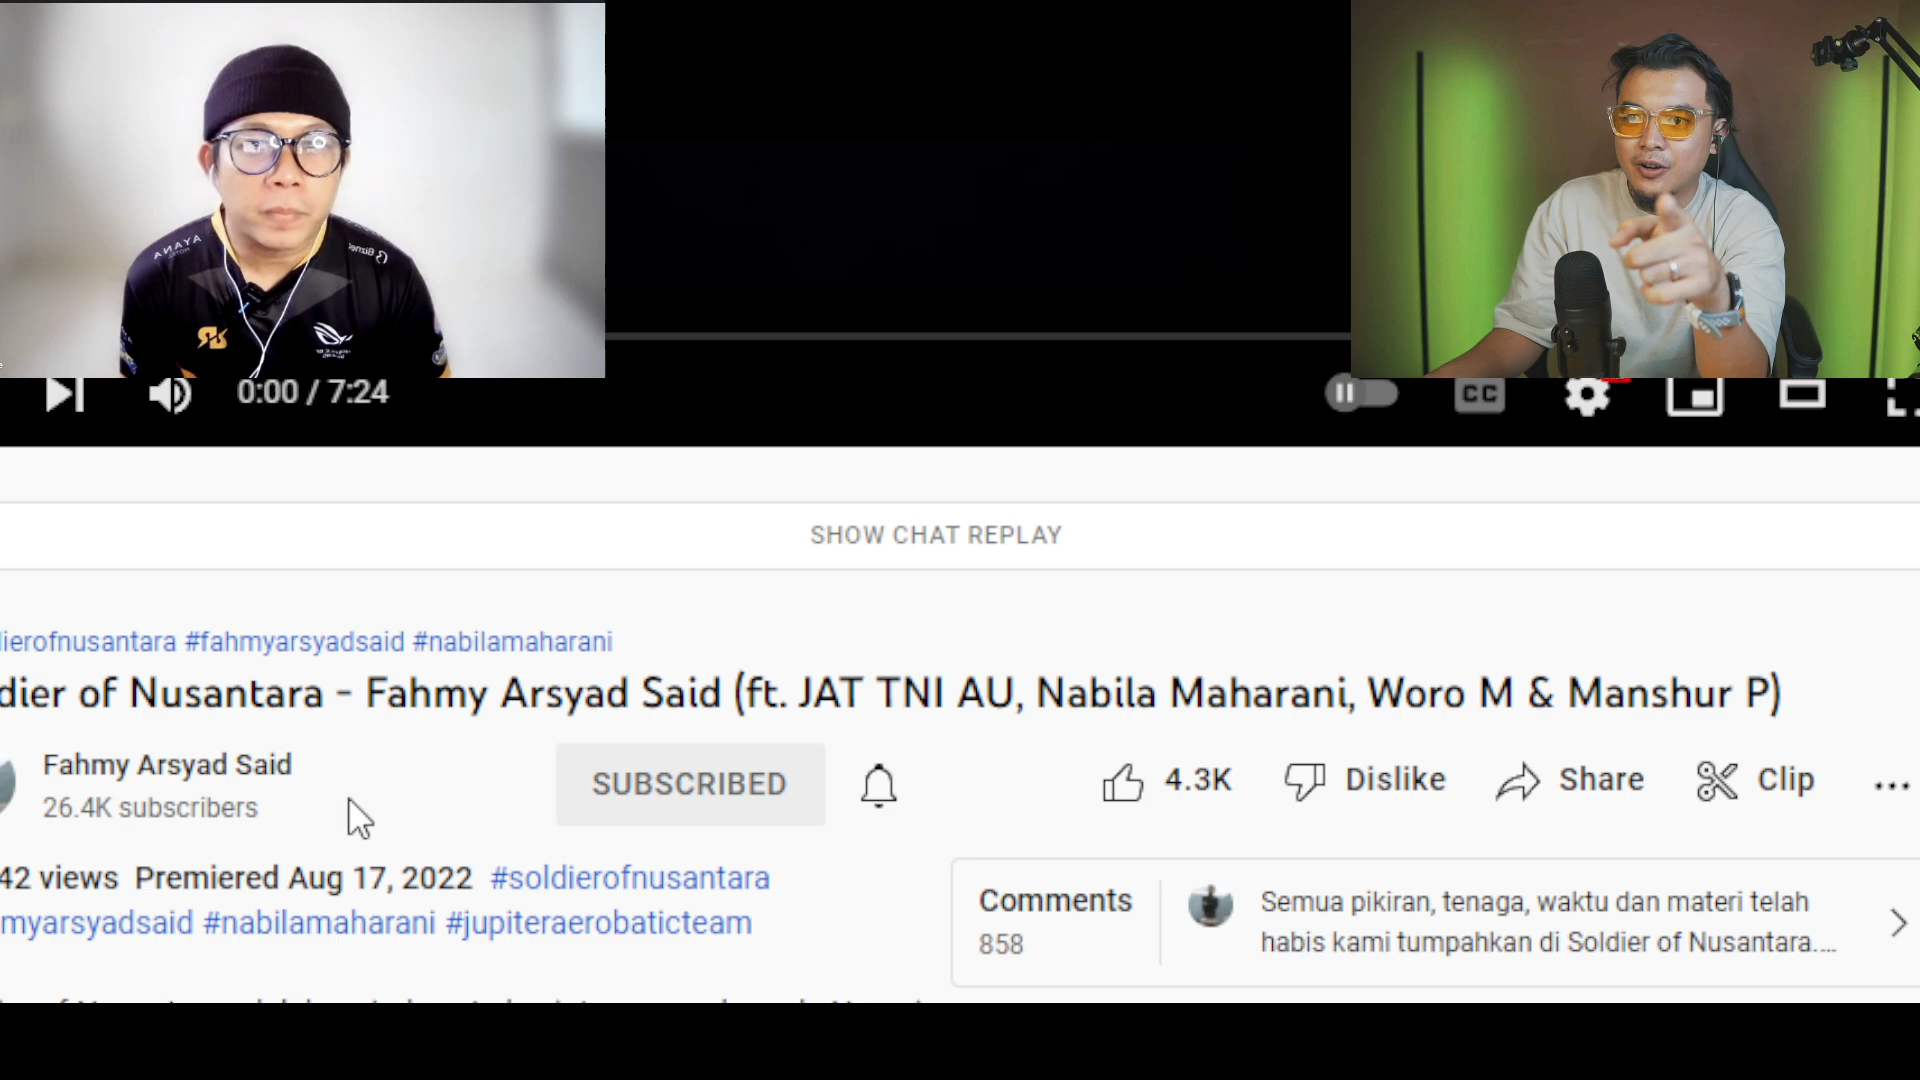 AYANA
0:00 / 7:24
CC
SHOW CHAT REPLAY
lierofnusantara #fahmyarsyadsaid #nabilamaharani
dier of Nusantara - Fahmy Arsyad Said (ft. JAT TNI AU, Nabila Maharani, Woro M & Manshur P)
Fahmy Arsyad Said
26.4K subscribers
SUBSCRIBED
4.3K
Dislike
Share
Clip
...
42 views Premiered Aug 17, 2022 #soldierofnusantara
myarsyadsaid #nabilamaharani #jupiteraerobaticteam
Comments
858
Semua pikiran, tenaga, waktu dan materi telah
habis kami tumpahkan di Soldier of Nusantara....